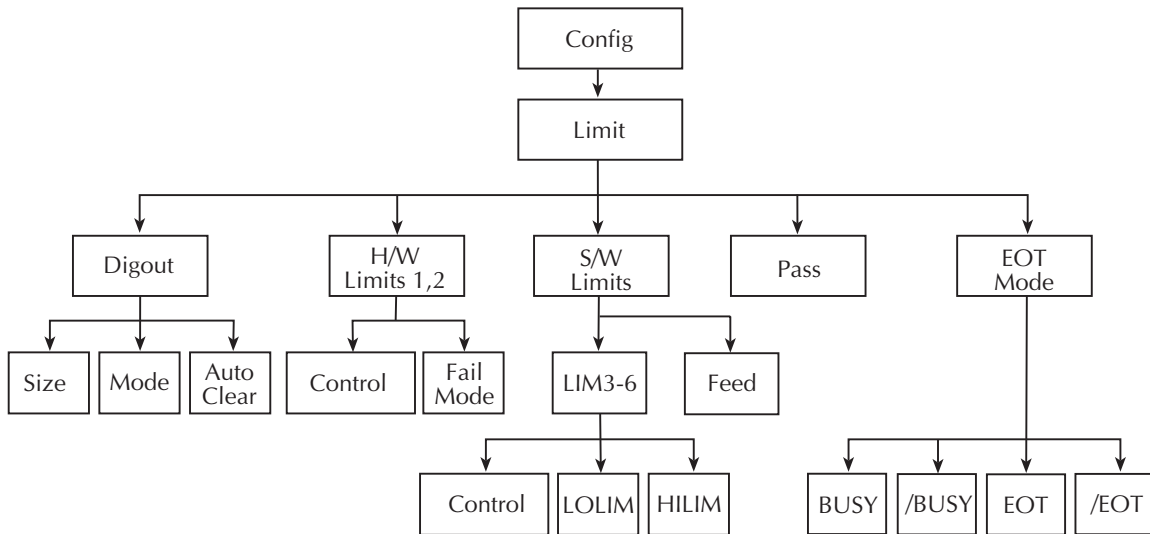 Config
Limit
Digout
H/W
Limits 1,2
S/W
Limits
Pass
EOT
Mode
Size
Mode
Auto
Clear
Control
Fail
Mode
LIM3-6
Feed
Control
LOLIM
HILIM
BUSY
/BUSY
EOT
/EOT